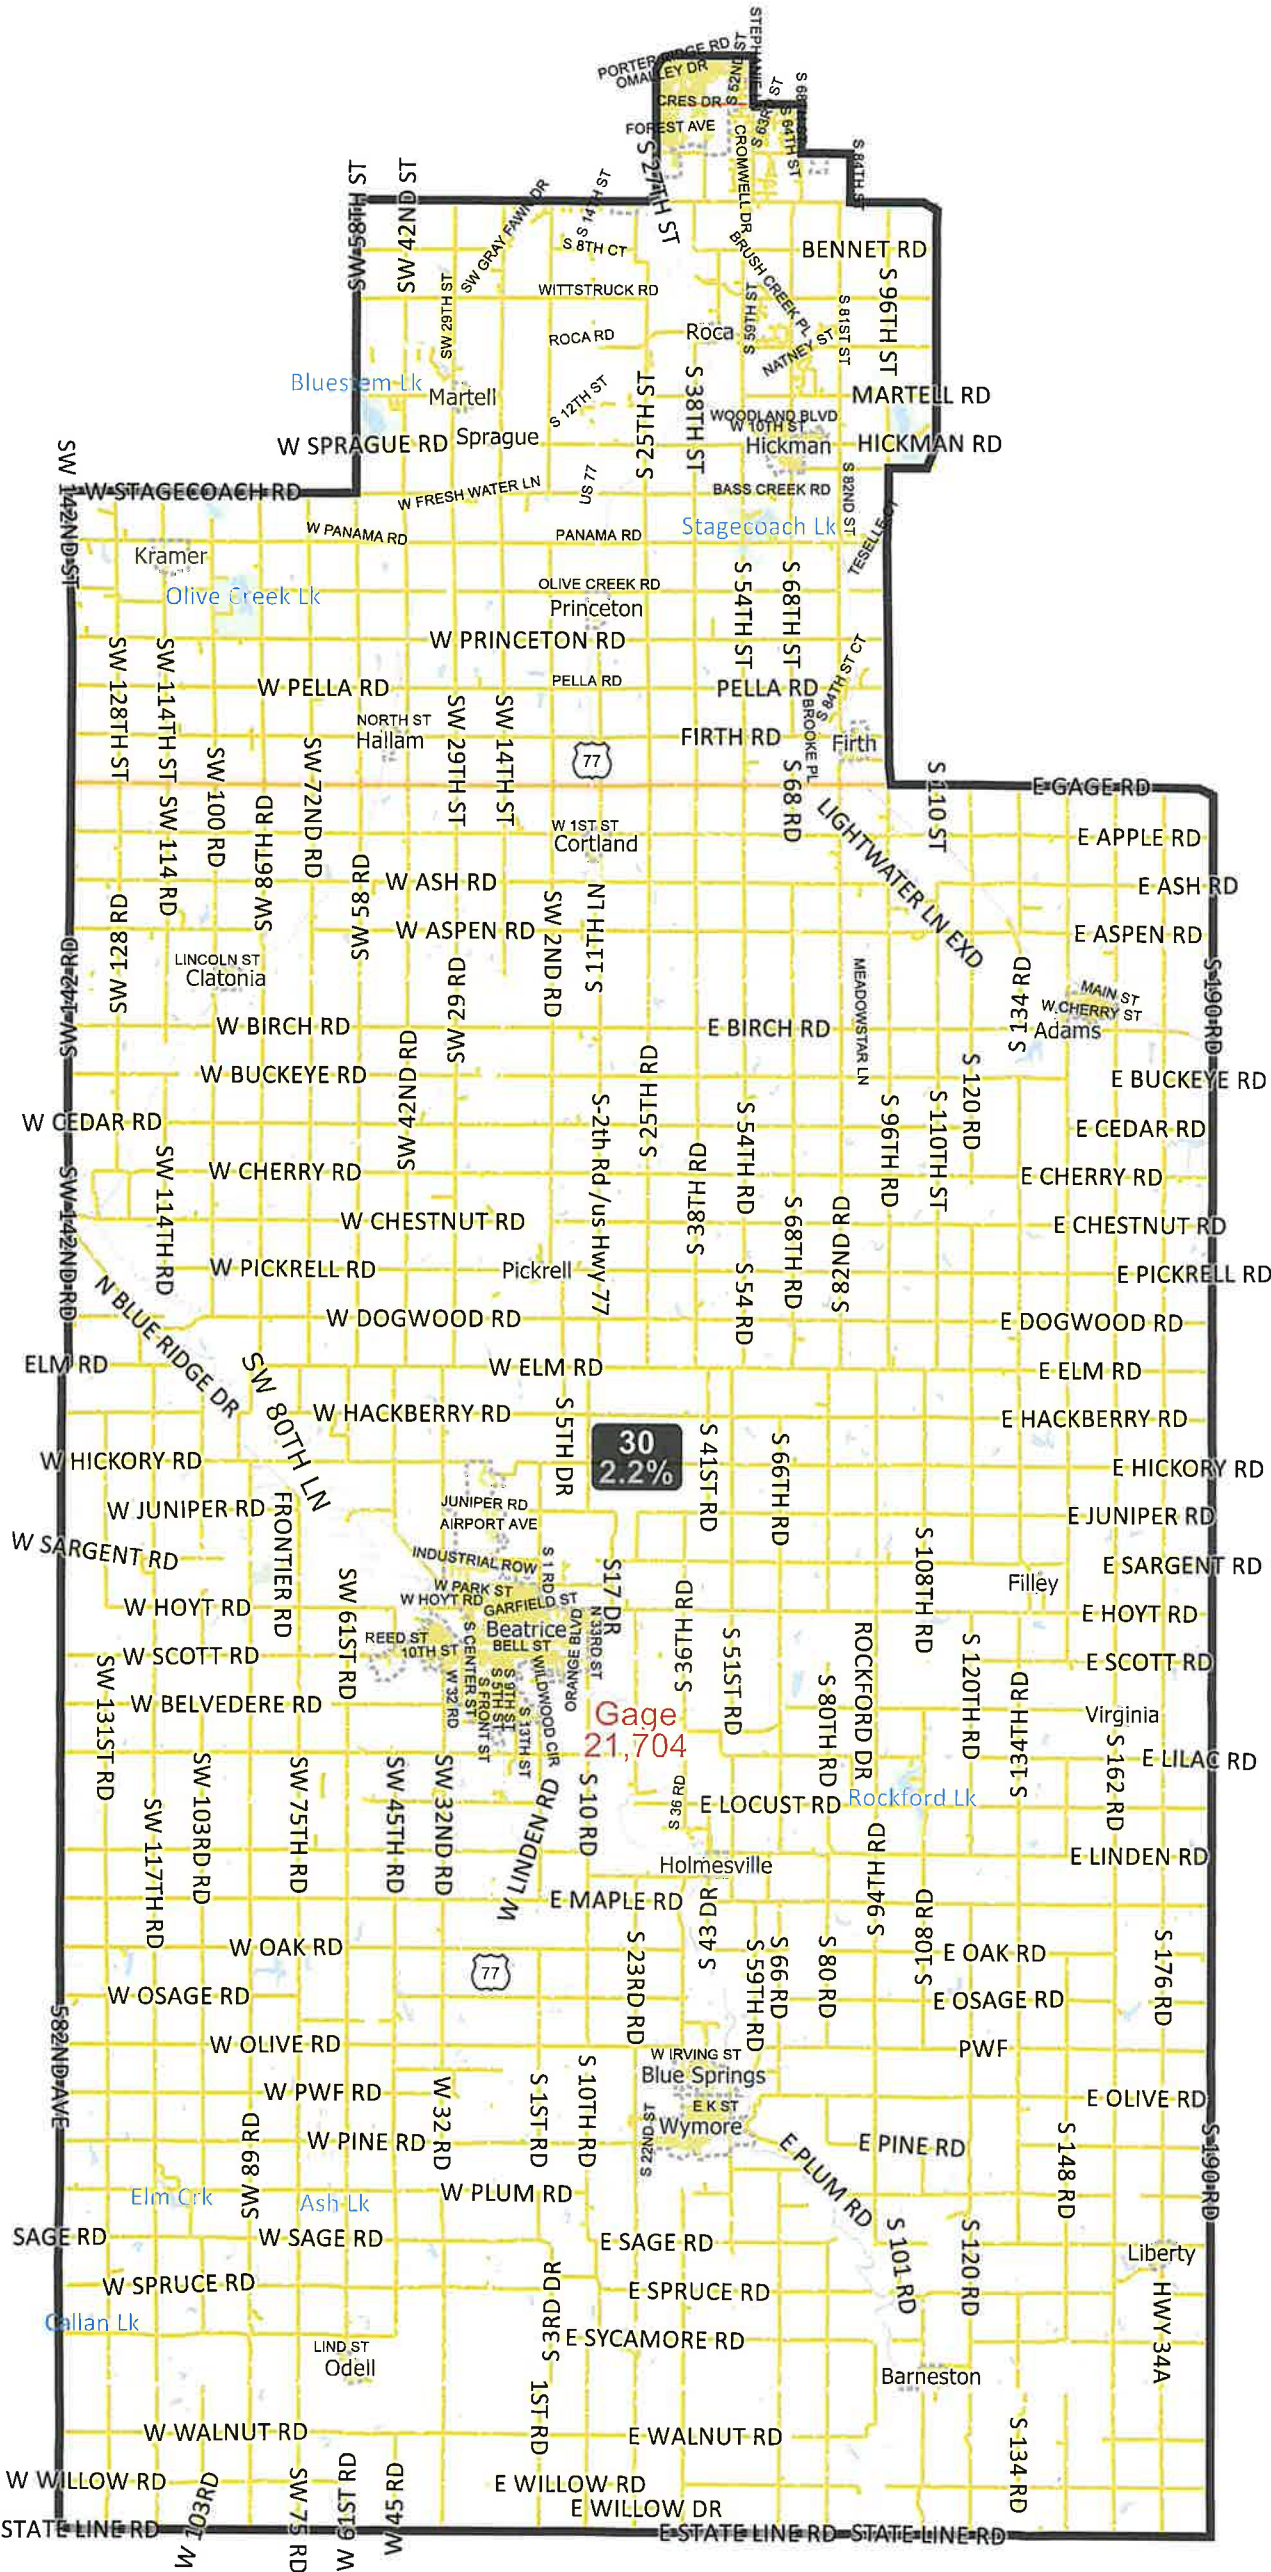 STEPHANIE LN
PORTER RIDGE RD
OMALLEY DR
S 52ND ST
CRES DR
S 63RD ST
FOREST AVE
S 64TH ST
CROMWELL DR
S 84TH ST
S 27TH ST
SW 58TH ST
SW 42ND ST
SW GRAY FAWN DR
S 14TH ST
S 8TH CT
BENNET RD
BRUSH CREEK PL
SW 29TH ST
WITTSTRUCK RD
S 59TH ST
S 81ST ST
S 96TH ST
ROCA RD
Roca
NATNEY ST
Bluestem Lk
Martell
S 12TH ST
S 25TH ST
S 38TH ST
MARTELL RD
WOODLAND BLVD
W 10TH ST
W SPRAGUE RD
Sprague
Hickman
HICKMAN RD
SW 142ND ST
W STAGECOACH RD
W FRESH WATER LN
US 77
BASS CREEK RD
S 82ND ST
W PANAMA RD
PANAMA RD
Stagecoach Lk
TESELLE CT
Kramer
Olive Creek Lk
OLIVE CREEK RD
Princeton
S 54TH ST
S 68TH ST
W PRINCETON RD
SW 128TH ST
SW 114TH ST
W PELLA RD
PELLA RD
PELLA RD
S 84TH ST CT
NORTH ST
Hallam
SW 29TH ST
SW 14TH ST
FIRTH RD
BROOKE PL
Firth
77
SW 100 RD
SW 72ND RD
SW 86TH RD
SW 114 RD
S 68 RD
S 110 ST
E GAGE RD
LIGHTWATER LN EXD
W 1ST ST
Cortland
E APPLE RD
SW 58 RD
W ASH RD
E ASH RD
SW 128 RD
W ASPEN RD
SW 2ND RD
S 11TH LN
E ASPEN RD
LINCOLN ST
Clatonia
SW 142 RD
SW 29 RD
MEADOWSTAR LN
S 134 RD
MAIN ST
W CHERRY ST
Adams
S 190 RD
W BIRCH RD
E BIRCH RD
W BUCKEYE RD
SW 42ND RD
S 25TH RD
S 120 RD
E BUCKEYE RD
W CEDAR RD
S-2th Rd /us Hwy 77
S 54TH RD
S 96TH RD
S 110TH ST
E CEDAR RD
SW 142ND RD
SW 114TH RD
W CHERRY RD
S 38TH RD
E CHERRY RD
W CHESTNUT RD
S 68TH RD
S 82ND RD
E CHESTNUT RD
W PICKRELL RD
Pickrell
S 54 RD
E PICKRELL RD
N BLUE RIDGE DR
W DOGWOOD RD
E DOGWOOD RD
ELM RD
SW 80TH LN
W ELM RD
E ELM RD
W HACKBERRY RD
S 5TH DR
E HACKBERRY RD
30
2.2%
S 41ST RD
S 66TH RD
W HICKORY RD
E HICKORY RD
W JUNIPER RD
FRONTIER RD
JUNIPER RD
AIRPORT AVE
E JUNIPER RD
W SARGENT RD
INDUSTRIAL ROW
S 1 RD
S17 DR
S 108TH RD
E SARGENT RD
Filley
SW 61ST RD
W PARK ST
W HOYT RD
GARFIELD ST
S 36TH RD
W HOYT RD
E HOYT RD
Beatrice
ORANGE BLVD
N 33RD ST
REED ST
10TH ST
BELL ST
S CENTER ST
S 51ST RD
ROCKFORD DR
S 120TH RD
W SCOTT RD
E SCOTT RD
SW 131ST RD
W BELVEDERE RD
W 32 RD
S FRONT ST
S 5TH ST
S 9TH ST
S 13TH ST
WILDWOOD CIR
Gage
21,704
S 80TH RD
S 134TH RD
Virginia
S 162 RD
E LILAC RD
SW 117TH RD
SW 103RD RD
SW 75TH RD
SW 45TH RD
SW 32ND RD
W LINDEN RD
S 10 RD
S 36 RD
E LOCUST RD
Rockford Lk
S 94TH RD
Holmesville
E LINDEN RD
E MAPLE RD
S 43 DR
S 108 RD
W OAK RD
S 23RD RD
S 59TH RD
S 66 RD
S 80 RD
E OAK RD
S 176 RD
77
W OSAGE RD
E OSAGE RD
582ND AVE
W OLIVE RD
W IRVING ST
PWF
Blue Springs
W PWF RD
W 32 RD
S 1ST RD
S 10TH RD
E K ST
E OLIVE RD
SW 89 RD
S 22ND ST
Wymore
W PINE RD
E PLUM RD
E PINE RD
S 148 RD
S 190 RD
Elm Crk
Ash Lk
W PLUM RD
SAGE RD
W SAGE RD
E SAGE RD
S 101 RD
S 120 RD
Liberty
W SPRUCE RD
S 3RD DR
E SPRUCE RD
HWY 34A
Callan Lk
LIND ST
Odell
E SYCAMORE RD
Barneston
1ST RD
W WALNUT RD
E WALNUT RD
S 134 RD
W WILLOW RD
W 103RD
SW 75 RD
W 61ST RD
W 45 RD
E WILLOW RD
E WILLOW DR
STATE LINE RD
E STATE LINE RD
STATE LINE RD